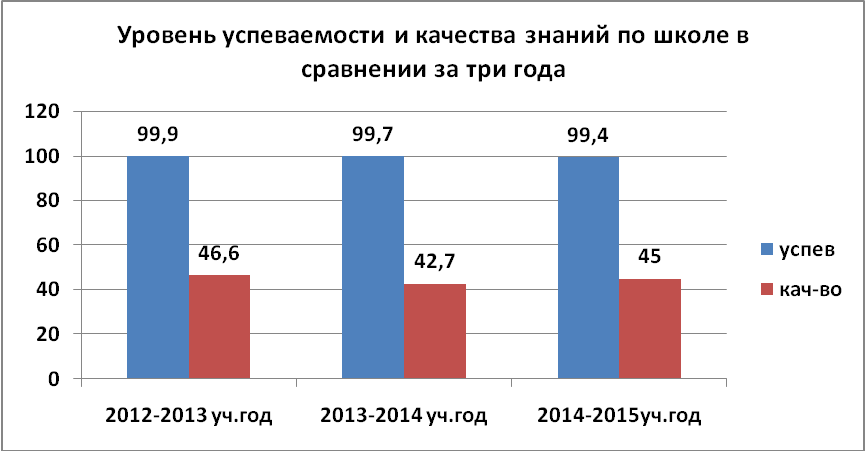 Уровень успеваемости и качества знаний по школе в
сравнении за три года
120
100
80
60
40
20
0
99,9
46,6
99,7
42,7
99,4
45
2012-2013 уч.год
2013-2014 уч.год
2014-2015уч.год
успев
кач-во